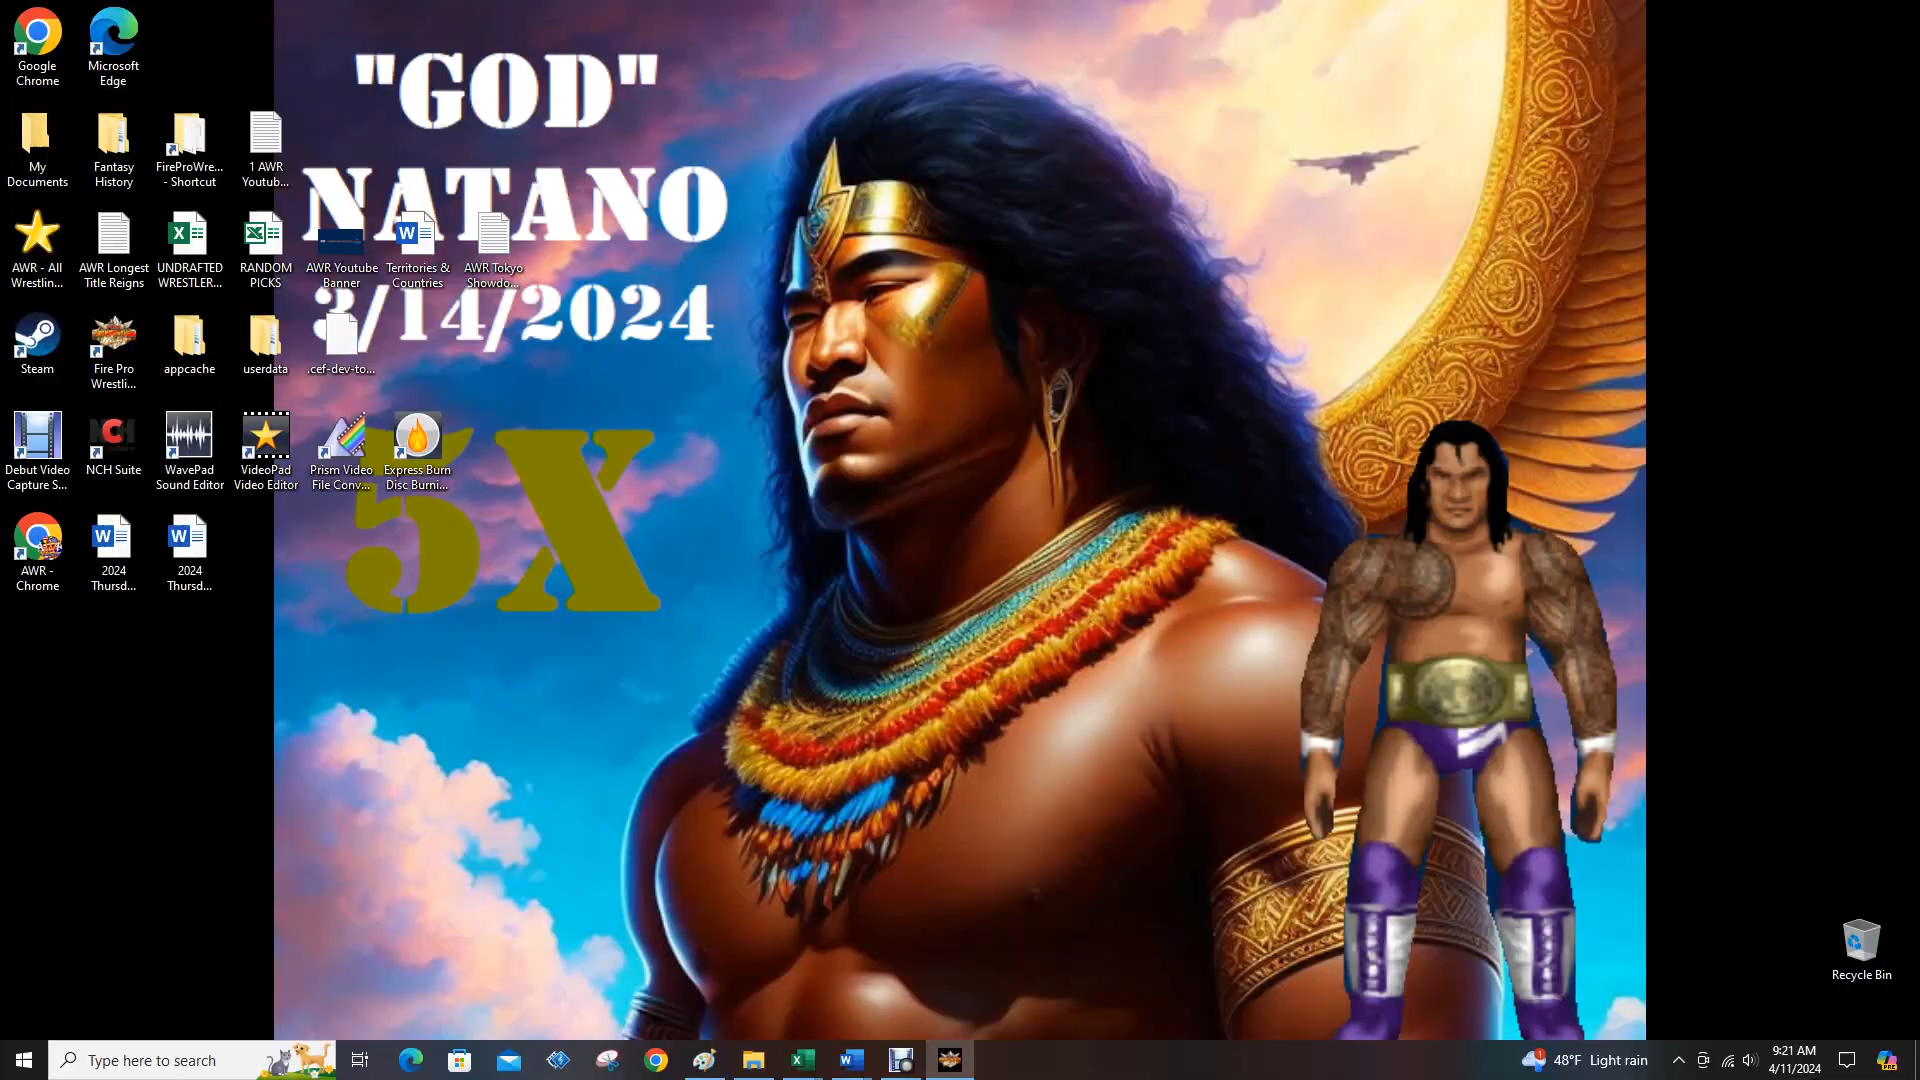 "GOD"
NATANO
3/14/2024
5X
Google
Chrome
Microsoft
Edge
My
Documents
Fantasy
History
FireProWre...
- Shortcut
1 AWR
Youtub...
AWR - All
Wrestlin...
AWR Longest
Title Reigns
UNDRAFTED
WRESTLER...
RANDOM
PICKS
AWR Youtube
Banner
Territories &
Countries
AWR Tokyo
Showdo...
Steam
Fire Pro
Wrestli...
appcache
userdata
.cef-dev-to...
Debut Video
Capture S...
NCH Suite
WavePad
Sound Editor
VideoPad
Video Editor
Prism Video
File Conv...
Express Burn
Disc Burni...
AWR -
Chrome
2024
Thursd...
2024
Thursd...
Recycle Bin
Type here to search
48°F Light rain
9:21 AM
4/11/2024